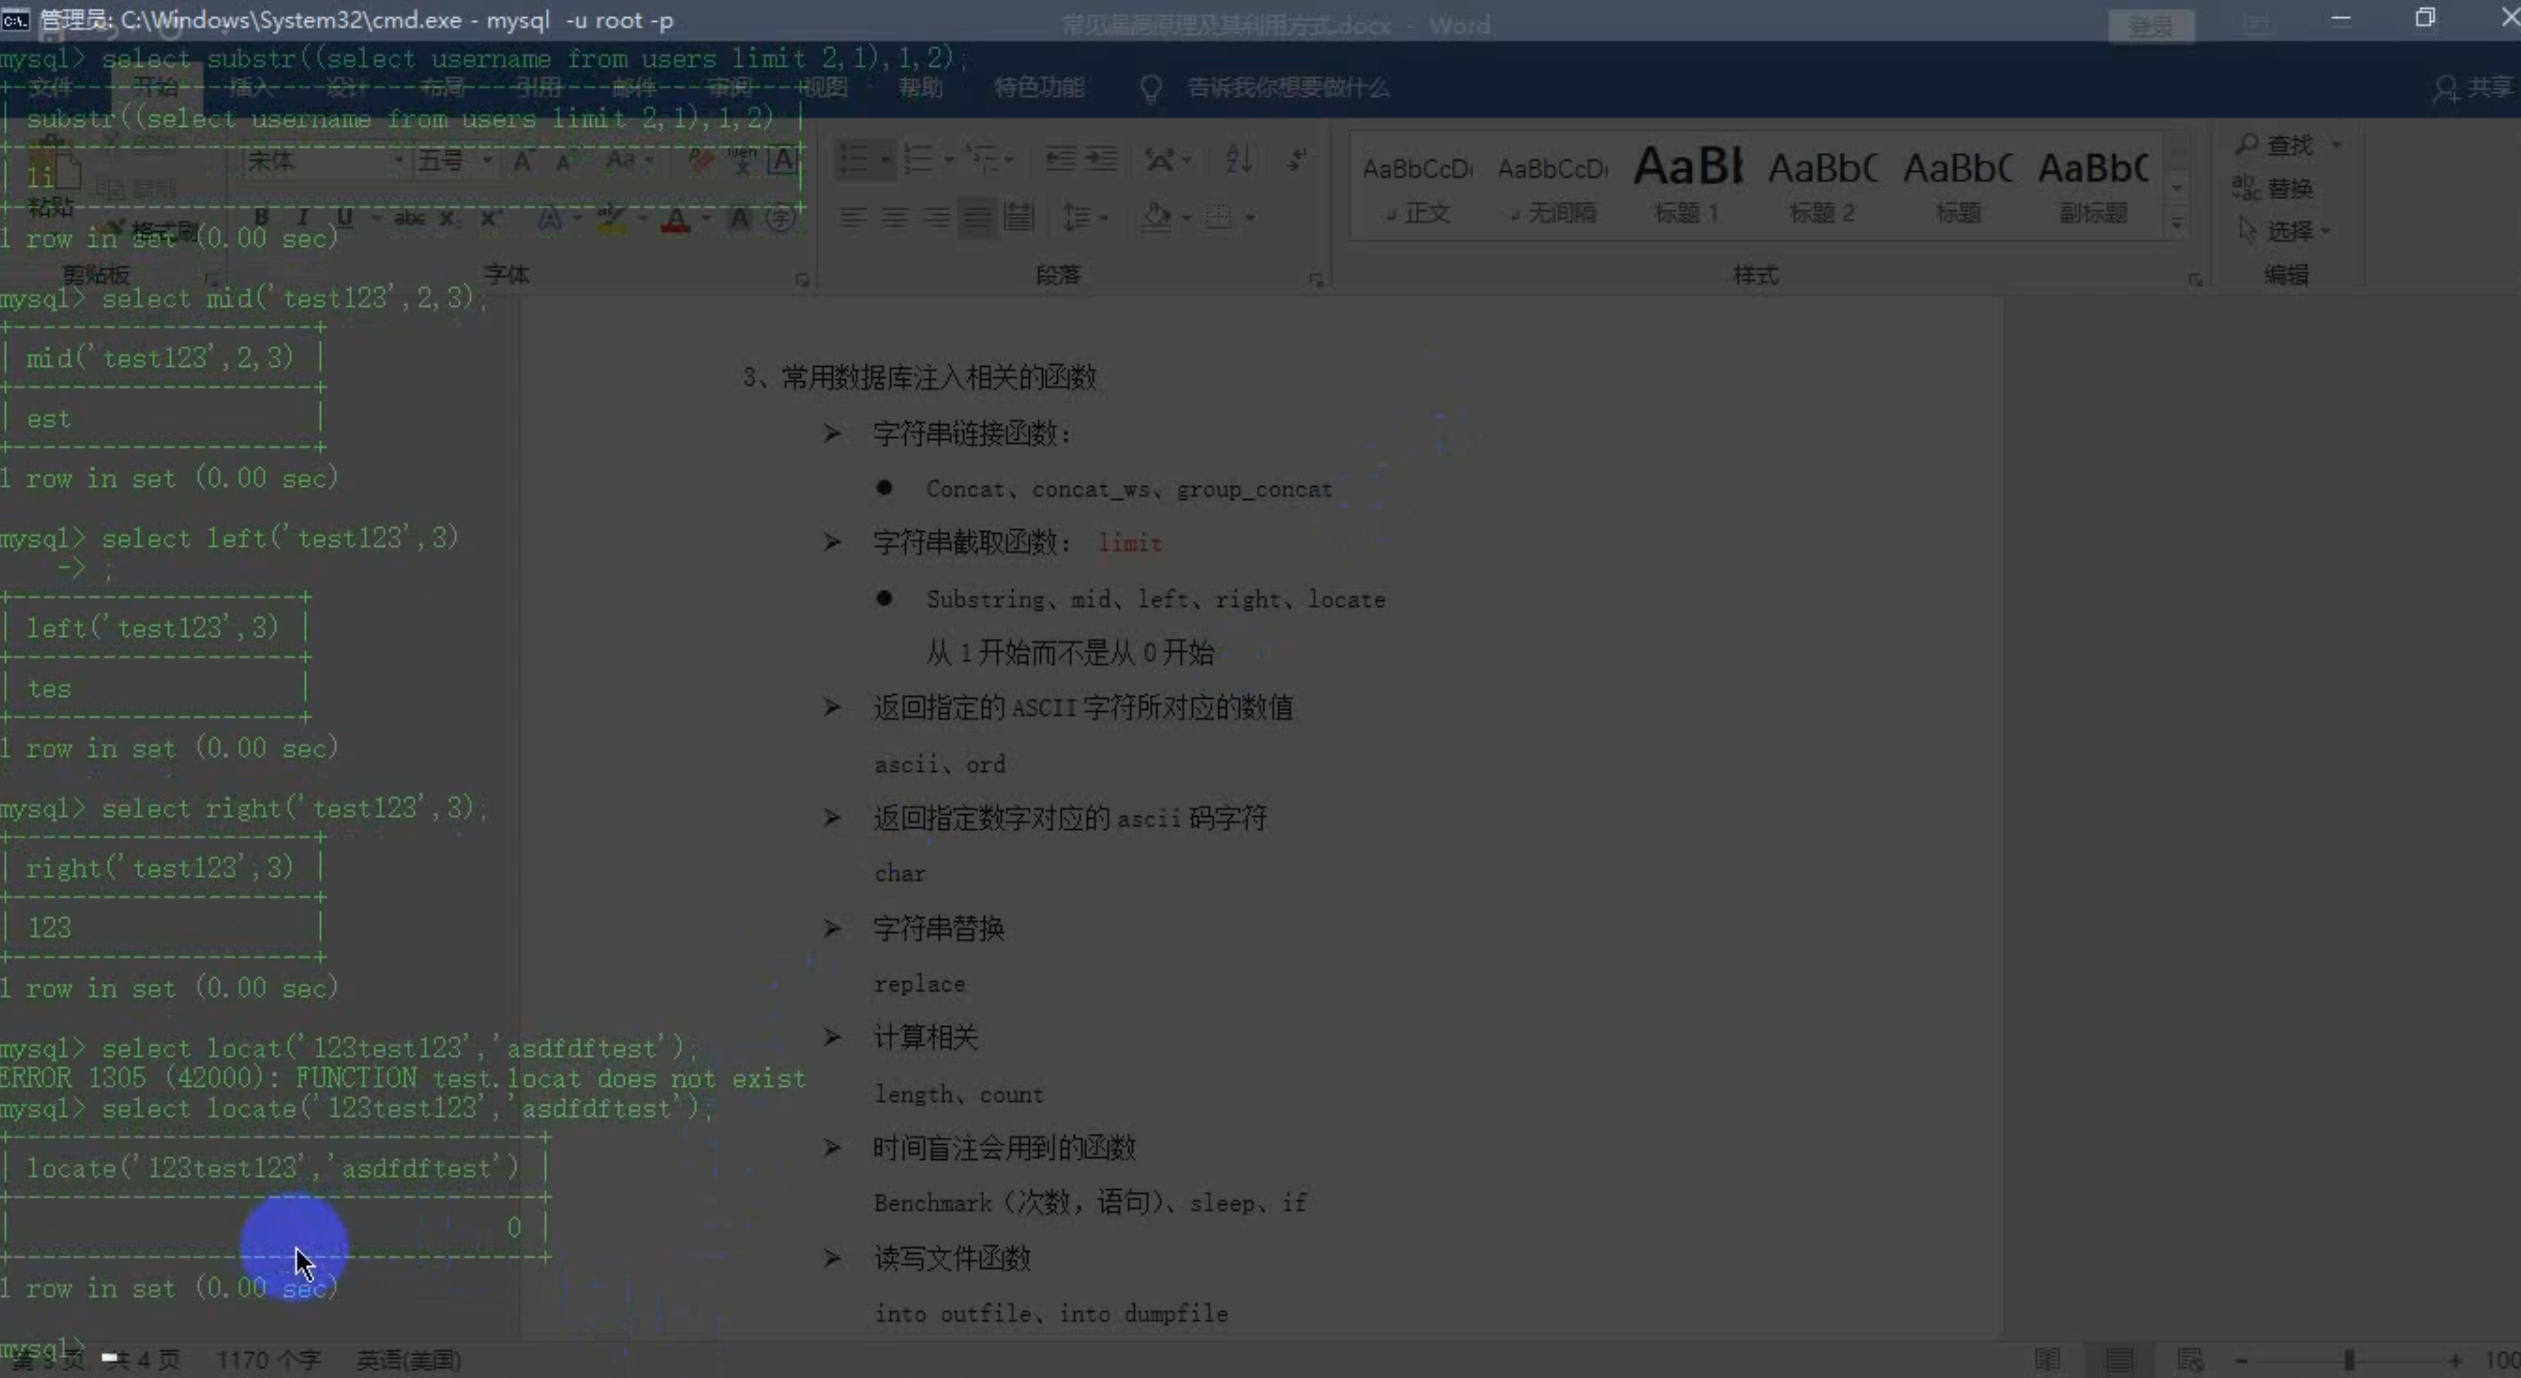 管理员: C:\Windows\System32\cmd.exe - mysql  -u root -p
常见漏洞原理及其利用方式.docx - Word
登录
文件 开始 插入 设计 布局 引用 邮件 审阅 视图 帮助 特色功能 告诉我你想要做什么 共享
宋体 五号
粘贴 复制 格式刷
剪贴板 字体 段落 样式 编辑
AaBbCcDı AaBbCcDı AaBl AaBbC AaBbC AaBbC
正文 无间隔 标题 1 标题 2 标题 副标题
查找
替换
选择
mysql> select substr((select username from users limit 2,1),1,2);
substr((select username from users limit 2,1),1,2)
li
1 row in set (0.00 sec)
mysql> select mid('test123',2,3);
mid('test123',2,3)
est
1 row in set (0.00 sec)
mysql> select left('test123',3)
-> ;
left('test123',3)
tes
1 row in set (0.00 sec)
mysql> select right('test123',3);
right('test123',3)
123
1 row in set (0.00 sec)
mysql> select locat('123test123','asdfdftest');
ERROR 1305 (42000): FUNCTION test.locat does not exist
mysql> select locate('123test123','asdfdftest');
locate('123test123','asdfdftest')
0
1 row in set (0.00 sec)
mysql>
3、常用数据库注入相关的函数
➢ 字符串链接函数：
● Concat、concat_ws、group_concat
➢ 字符串截取函数： limit
● Substring、mid、left、right、locate
从 1 开始而不是从 0 开始
➢ 返回指定的 ASCII 字符所对应的数值
ascii、ord
➢ 返回指定数字对应的 ascii 码字符
char
➢ 字符串替换
replace
➢ 计算相关
length、count
➢ 时间盲注会用到的函数
Benchmark（次数，语句）、sleep、if
➢ 读写文件函数
into outfile、into dumpfile
第 3 页，共 4 页 1170 个字 英语(美国)
100